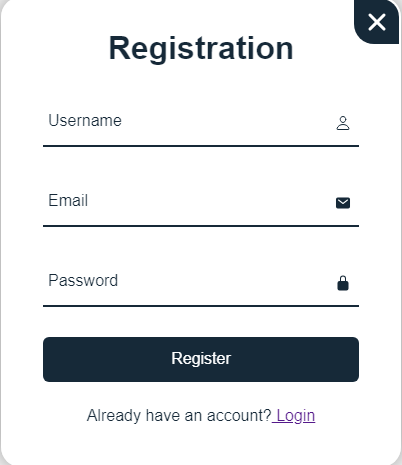 Registration
Username
Email
Password
Register
Already have an account? Login